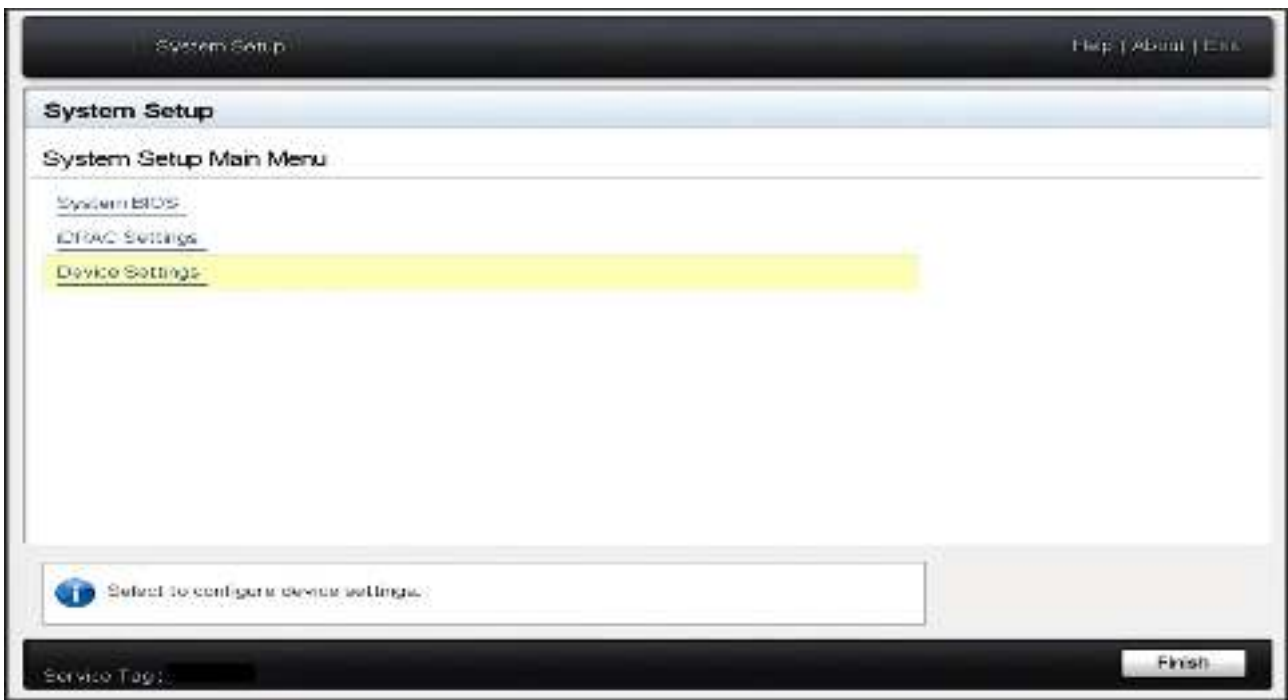 System Setup
Help | About | Exit
System Setup
System Setup Main Menu
System BIOS
iDRAC Settings
Device Settings
Select to configure device settings.
Service Tag:
Finish